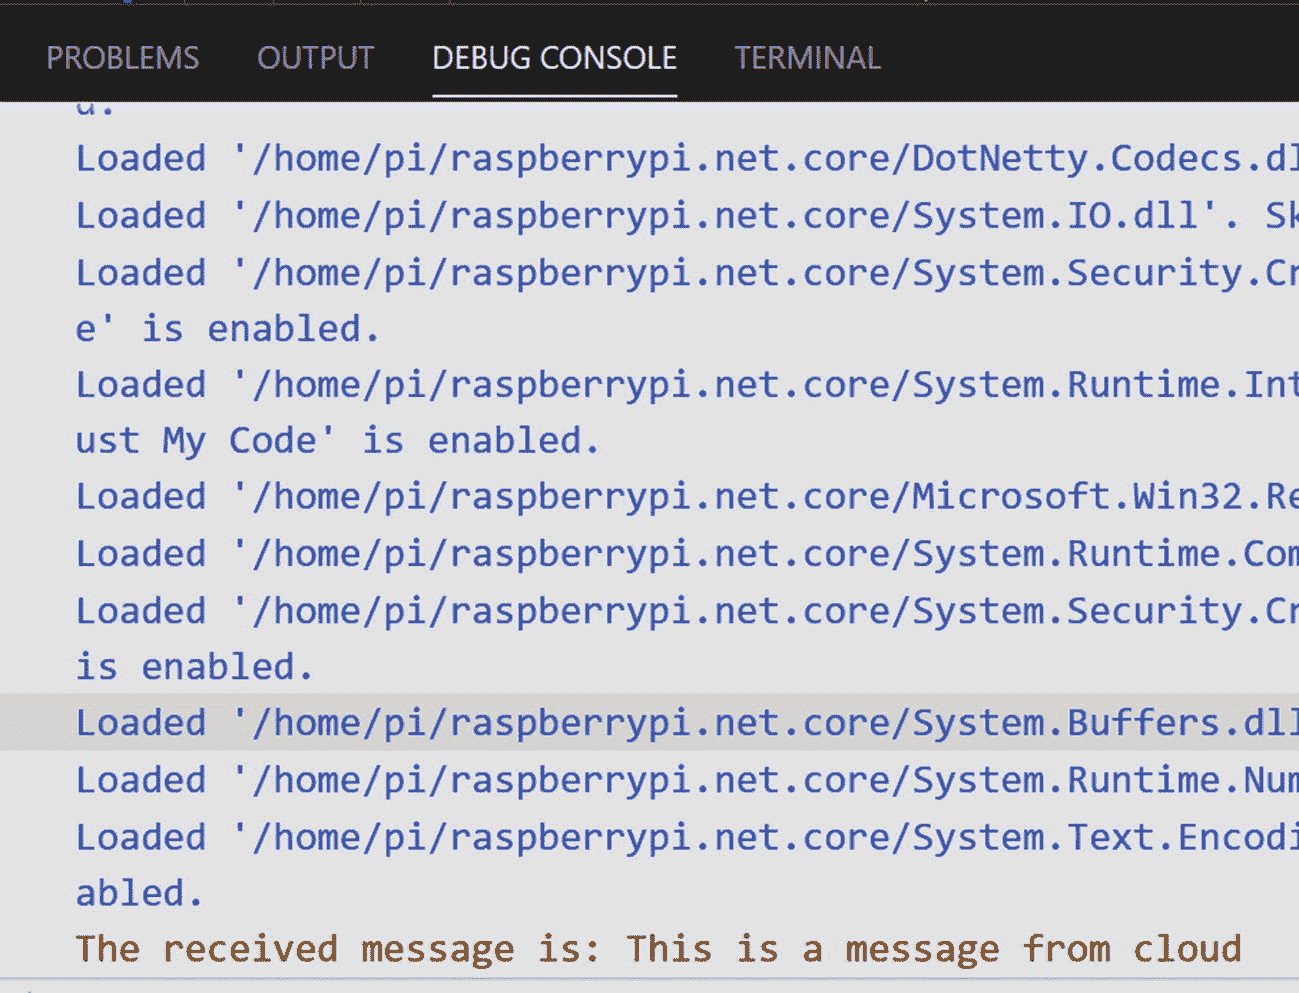 PROBLEMS OUTPUT DEBUG CONSOLE TERMINAL
d.
Loaded '/home/pi/raspberrypi.net.core/DotNetty.Codecs.dl
Loaded '/home/pi/raspberrypi.net.core/System.IO.dll'. Sk
Loaded '/home/pi/raspberrypi.net.core/System.Security.Cr
e' is enabled.
Loaded '/home/pi/raspberrypi.net.core/System.Runtime.Int
ust My Code' is enabled.
Loaded '/home/pi/raspberrypi.net.core/Microsoft.Win32.Re
Loaded '/home/pi/raspberrypi.net.core/System.Runtime.Com
Loaded '/home/pi/raspberrypi.net.core/System.Security.Cr
is enabled.
Loaded '/home/pi/raspberrypi.net.core/System.Buffers.dll
Loaded '/home/pi/raspberrypi.net.core/System.Runtime.Num
Loaded '/home/pi/raspberrypi.net.core/System.Text.Encodi
abled.
The received message is: This is a message from cloud